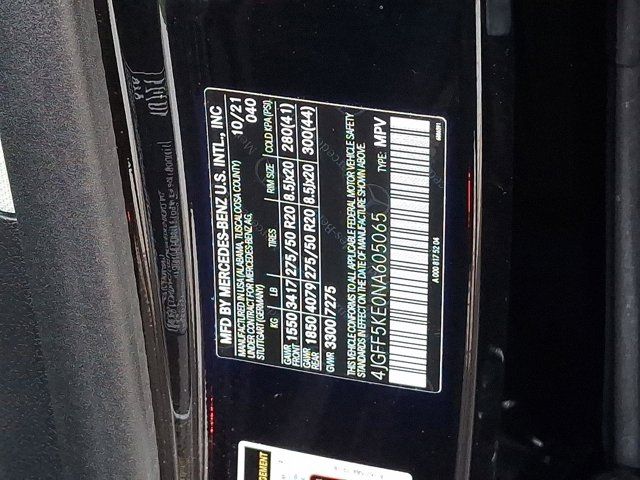 MFD BY MERCEDES-BENZ U.S. INTL., INC
MANUFACTURED IN USA (ALABAMA, TUSCALOOSA COUNTY) 10/21
UNDER CONTRACT FOR MERCEDES-BENZ AG, 040
STUTTGART (GERMANY)
KG LB TIRES RIM SIZE COLD KPA (PSI)
GAWR FRONT 1550 3417 275/50 R20 8.5Jx20 280(41)
GAWR REAR 1850 4079 275/50 R20 8.5Jx20 300(44)
GVWR 3300 7275
THIS VEHICLE CONFORMS TO ALL APPLICABLE FEDERAL MOTOR VEHICLE SAFETY
STANDARDS IN EFFECT ON THE DATE OF MANUFACTURE SHOWN ABOVE.
4JGFF5KE0NA605065 TYPE: MPV
A 000 817 52 04